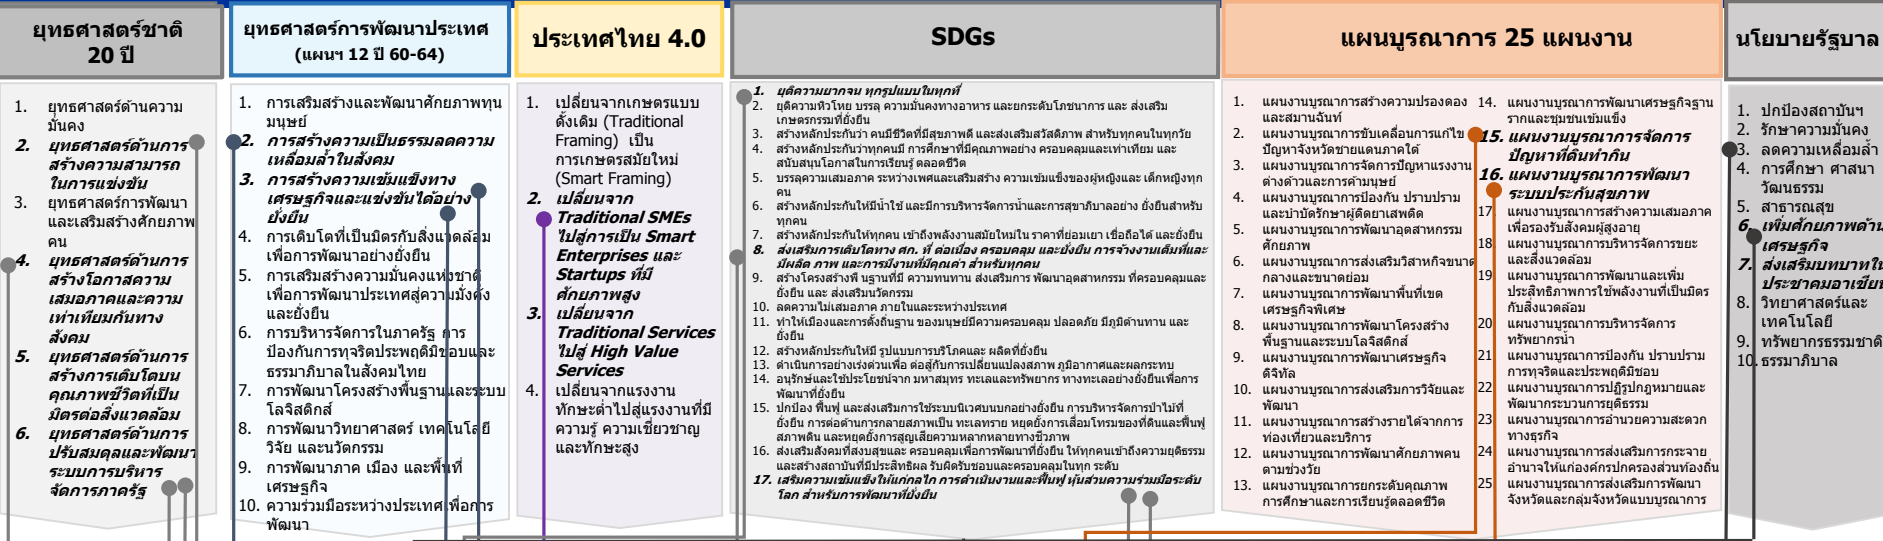 ยุทธศาสตร์ชาติ
20 ปี
1. ยุทธศาสตร์ด้านความ
มั่นคง
2. ยุทธศาสตร์ด้านการ
สร้างความสามารถ
ในการแข่งขัน
3. ยุทธศาสตร์การพัฒนา
และเสริมสร้างศักยภาพ
คน
4. ยุทธศาสตร์ด้านการ
สร้างโอกาสความ
เสมอภาคและความ
เท่าเทียมกันทาง
สังคม
5. ยุทธศาสตร์ด้านการ
สร้างการเติบโตบน
คุณภาพชีวิตที่เป็น
มิตรต่อสิ่งแวดล้อม
6. ยุทธศาสตร์ด้านการ
ปรับสมดุลและพัฒนา
ระบบการบริหาร
จัดการภาครัฐ
ยุทธศาสตร์การพัฒนาประเทศ
(แผนฯ 12 ปี 60-64)
1. การเสริมสร้างและพัฒนาศักยภาพทุน
มนุษย์
2. การสร้างความเป็นธรรมลดความ
เหลื่อมล้ำในสังคม
3. การสร้างความเข้มแข็งทาง
เศรษฐกิจและแข่งขันได้อย่าง
ยั่งยืน
4. การเติบโตที่เป็นมิตรกับสิ่งแวดล้อม
เพื่อการพัฒนาอย่างยั่งยืน
5. การเสริมสร้างความมั่นคงแห่งชาติ
เพื่อการพัฒนาประเทศสู่ความมั่งคั่ง
และยั่งยืน
6. การบริหารจัดการในภาครัฐ การ
ป้องกันการทุจริตประพฤติมิชอบและ
ธรรมาภิบาลในสังคมไทย
7. การพัฒนาโครงสร้างพื้นฐานและระบบ
โลจิสติกส์
8. การพัฒนาวิทยาศาสตร์ เทคโนโลยี
วิจัย และนวัตกรรม
9. การพัฒนาภาค เมือง และพื้นที่
เศรษฐกิจ
10. ความร่วมมือระหว่างประเทศเพื่อการ
พัฒนา
ประเทศไทย 4.0
1. เปลี่ยนจากเกษตรแบบ
ดั้งเดิม (Traditional
Framing) เป็น
การเกษตรสมัยใหม่
(Smart Framing)
2. เปลี่ยนจาก
Traditional SMEs
ไปสู่การเป็น Smart
Enterprises และ
Startups ที่มี
ศักยภาพสูง
3. เปลี่ยนจาก
Traditional Services
ไปสู่ High Value
Services
4. เปลี่ยนจากแรงงาน
ทักษะต่ำไปสู่แรงงานที่มี
ความรู้ ความเชี่ยวชาญ
และทักษะสูง
SDGs
1. ยุติความยากจน ทุกรูปแบบในทุกที่
2. ยุติความหิวโหย บรรลุ ความมั่นคงทางอาหาร และยกระดับโภชนาการ และ ส่งเสริม
เกษตรกรรมที่ยั่งยืน
3. สร้างหลักประกันว่า คนมีชีวิตที่มีสุขภาพดี และส่งเสริมสวัสดิภาพ สำหรับทุกคนในทุกวัย
4. สร้างหลักประกันว่าทุกคนมี การศึกษาที่มีคุณภาพอย่าง ครอบคลุมและเท่าเทียม และ
สนับสนุนโอกาสในการเรียนรู้ ตลอดชีวิต
5. บรรลุความเสมอภาค ระหว่างเพศและเสริมสร้าง ความเข้มแข็งของผู้หญิงและ เด็กหญิงทุก
คน
6. สร้างหลักประกันให้มีน้ำใช้ และมีการบริหารจัดการน้ำและการสุขาภิบาลอย่าง ยั่งยืนสำหรับ
ทุกคน
7. สร้างหลักประกันให้ทุกคน เข้าถึงพลังงานสมัยใหม่ใน ราคาที่ย่อมเยา เชื่อถือได้ และยั่งยืน
8. ส่งเสริมการเติบโตทาง ศก. ที่ ต่อเนื่อง ครอบคลุม และยั่งยืน การจ้างงานเต็มที่และ
มีผลิต ภาพ และการมีงานที่มีคุณค่า สำหรับทุกคน
9. สร้างโครงสร้างพื้ นฐานที่มี ความทนทาน ส่งเสริมการ พัฒนาอุตสาหกรรม ที่ครอบคลุมและ
ยั่งยืน และ ส่งเสริมนวัตกรรม
10. ลดความไม่เสมอภาค ภายในและระหว่างประเทศ
11. ทำให้เมืองและการตั้งถิ่นฐาน ของมนุษย์มีความครอบคลุม ปลอดภัย มีภูมิต้านทาน และ
ยั่งยืน
12. สร้างหลักประกันให้มี รูปแบบการบริโภคและ ผลิตที่ยั่งยืน
13. ดำเนินการอย่างเร่งด่วนเพื่อ ต่อสู้กับการเปลี่ยนแปลงสภาพ ภูมิอากาศและผลกระทบ
14. อนุรักษ์และใช้ประโยชน์จาก มหาสมุทร ทะเลและทรัพยากร ทางทะเลอย่างยั่งยืนเพื่อการ
พัฒนาที่ยั่งยืน
15. ปกป้อง ฟื้นฟู และส่งเสริมการใช้ระบบนิเวศบนบกอย่างยั่งยืน การบริหารจัดการป่าไม้ที่
ยั่งยืน การต่อต้านการกลายสภาพเป็น ทะเลทราย หยุดยั้งการเสื่อมโทรมของที่ดินและฟื้นฟู
สภาพดิน และหยุดยั้งการสูญเสียความหลากหลายทางชีวภาพ
16. ส่งเสริมสังคมที่สงบสุขและ ครอบคลุมเพื่อการพัฒนาที่ยั่งยืน ให้ทุกคนเข้าถึงความยุติธรรม
และสร้างสถาบันที่มีประสิทธิผล รับผิดรับชอบและครอบคลุมในทุก ระดับ
17. เสริมความเข้มแข็งให้แก่กลไก การดำเนินงานและฟื้นฟู หุ้นส่วนความร่วมมือระดับ
โลก สำหรับการพัฒนาที่ยั่งยืน
แผนบูรณาการ 25 แผนงาน
1. แผนงานบูรณาการสร้างความปรองดอง
และสมานฉันท์
2. แผนงานบูรณาการขับเคลื่อนการแก้ไข
ปัญหาจังหวัดชายแดนภาคใต้
3. แผนงานบูรณาการจัดการปัญหาแรงงาน
ต่างด้าวและการค้ามนุษย์
4. แผนงานบูรณาการป้องกัน ปราบปราม
และบำบัดรักษาผู้ติดยาเสพติด
5. แผนงานบูรณาการพัฒนาอุตสาหกรรม
ศักยภาพ
6. แผนงานบูรณาการส่งเสริมวิสาหกิจขนาด
กลางและขนาดย่อม
7. แผนงานบูรณาการพัฒนาพื้นที่เขต
เศรษฐกิจพิเศษ
8. แผนงานบูรณาการพัฒนาโครงสร้าง
พื้นฐานและระบบโลจิสติกส์
9. แผนงานบูรณาการพัฒนาเศรษฐกิจ
ดิจิทัล
10. แผนงานบูรณาการส่งเสริมการวิจัยและ
พัฒนา
11. แผนงานบูรณาการสร้างรายได้จากการ
ท่องเที่ยวและบริการ
12. แผนงานบูรณาการพัฒนาศักยภาพคน
ตามช่วงวัย
13. แผนงานบูรณาการยกระดับคุณภาพ
การศึกษาและการเรียนรู้ตลอดชีวิต
14. แผนงานบูรณาการพัฒนาเศรษฐกิจฐาน
รากและชุมชนเข้มแข็ง
15. แผนงานบูรณาการจัดการ
ปัญหาที่ดินทำกิน
16. แผนงานบูรณาการพัฒนา
ระบบประกันสุขภาพ
17 แผนงานบูรณาการสร้างความเสมอภาค
เพื่อรองรับสังคมผู้สูงอายุ
18 แผนงานบูรณาการบริหารจัดการขยะ
และสิ่งแวดล้อม
19 แผนงานบูรณาการพัฒนาและเพิ่ม
ประสิทธิภาพการใช้พลังงานที่เป็นมิตร
กับสิ่งแวดล้อม
20 แผนงานบูรณาการบริหารจัดการ
ทรัพยากรน้ำ
21 แผนงานบูรณาการป้องกัน ปราบปราม
การทุจริตและประพฤติมิชอบ
22 แผนงานบูรณาการปฏิรูปกฎหมายและ
พัฒนากระบวนการยุติธรรม
23 แผนงานบูรณาการอำนวยความสะดวก
ทางธุรกิจ
24 แผนงานบูรณาการส่งเสริมการกระจาย
อำนาจให้แก่องค์กรปกครองส่วนท้องถิ่น
25 แผนงานบูรณาการส่งเสริมการพัฒนา
จังหวัดและกลุ่มจังหวัดแบบบูรณาการ
นโยบายรัฐบาล
1. ปกป้องสถาบันฯ
2. รักษาความมั่นคง
3. ลดความเหลื่อมล้ำ
4. การศึกษา ศาสนา
วัฒนธรรม
5. สาธารณสุข
6. เพิ่มศักยภาพด้าน
เศรษฐกิจ
7. ส่งเสริมบทบาทใน
ประชาคมอาเซียน
8. วิทยาศาสตร์และ
เทคโนโลยี
9. ทรัพยากรธรรมชาติ
10. ธรรมาภิบาล